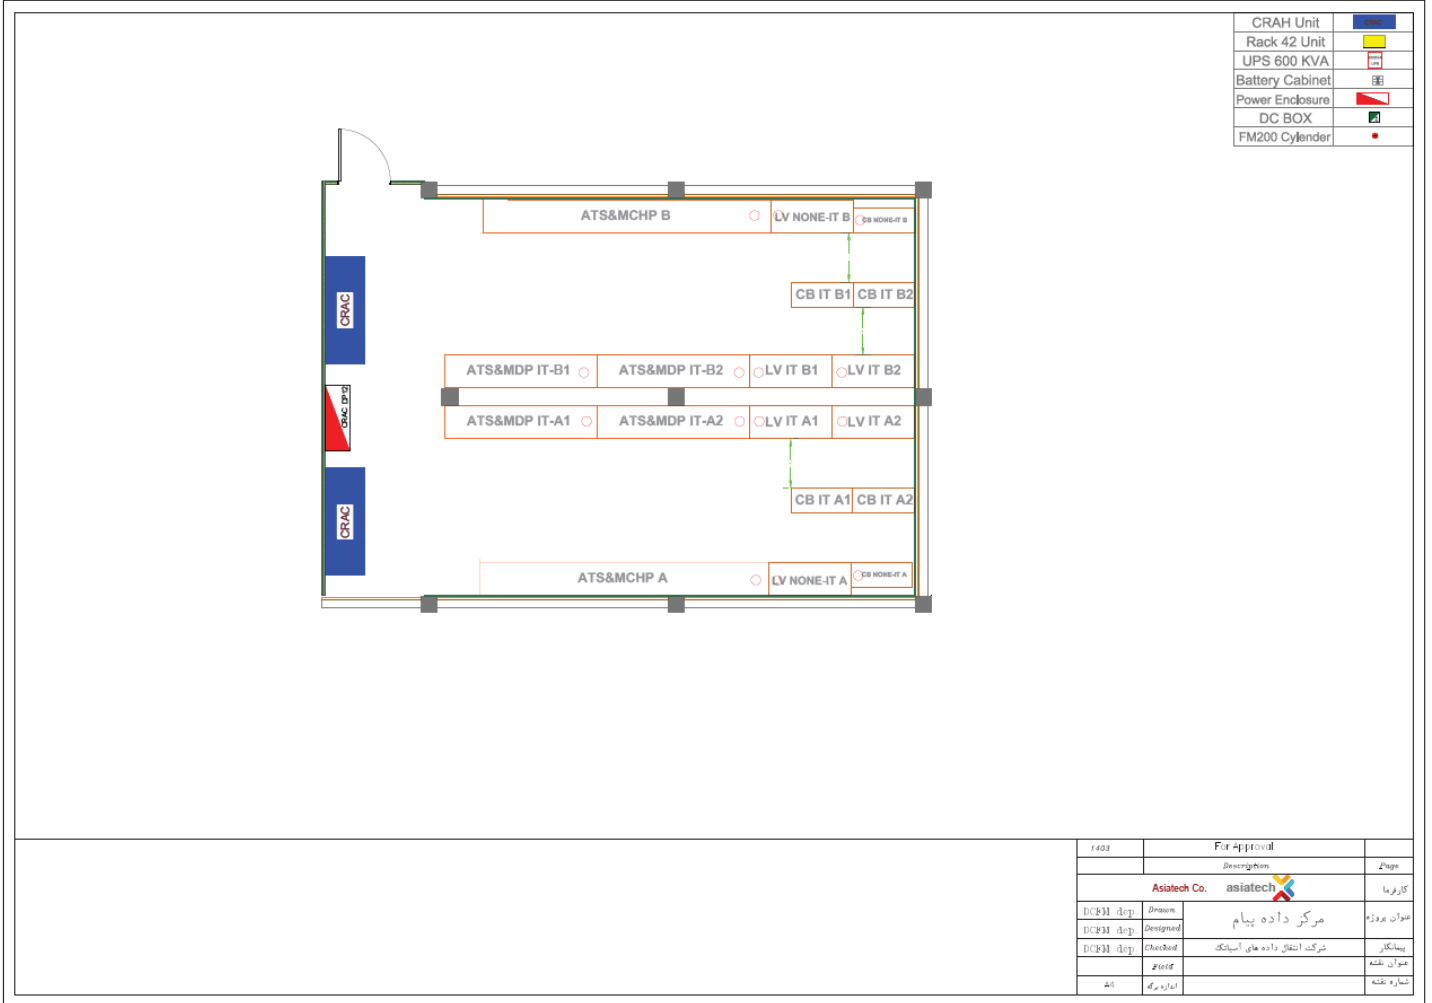 CRAH Unit CRAC
Rack 42 Unit
UPS 600 KVA
Battery Cabinet
Power Enclosure
DC BOX
FM200 Cylender
ATS&MCHP B
LV NONE-IT B
CB NONE-IT B
CRAC
CB IT B1
CB IT B2
ATS&MDP IT-B1
ATS&MDP IT-B2
LV IT B1
LV IT B2
CRAC DP12
ATS&MDP IT-A1
ATS&MDP IT-A2
LV IT A1
LV IT A2
CRAC
CB IT A1
CB IT A2
ATS&MCHP A
LV NONE-IT A
CB NONE-IT A
1403 For Approval
Description Page
Asiatech Co. asiatech کارفرما
DCFM dep. Drawn مرکز داده پیام عنوان پروژه
DCFM dep. Designed
DCFM dep. Checked شرکت انتقال داده های آسیاتک پیمانکار
Field عنوان نقشه
A4 اندازه برگه شماره نقشه